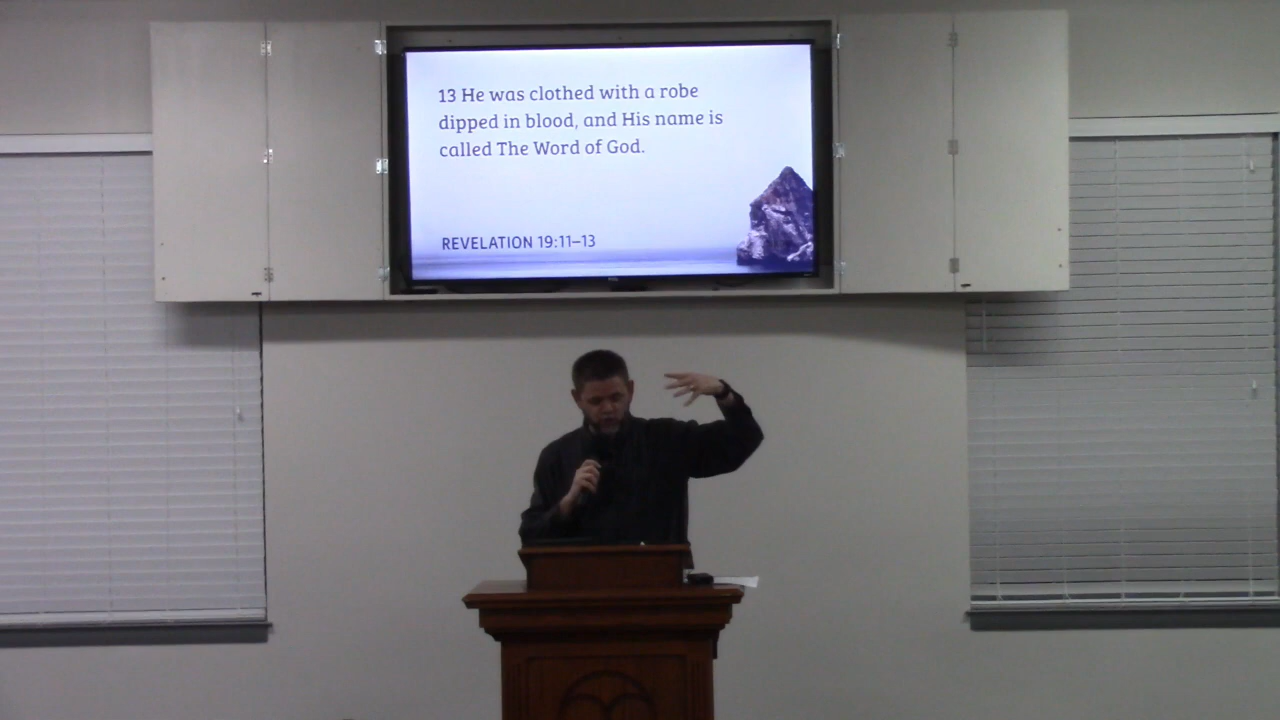 13 He was clothed with a robe
dipped in blood, and His name is
called The Word of God.
REVELATION 19:11–13